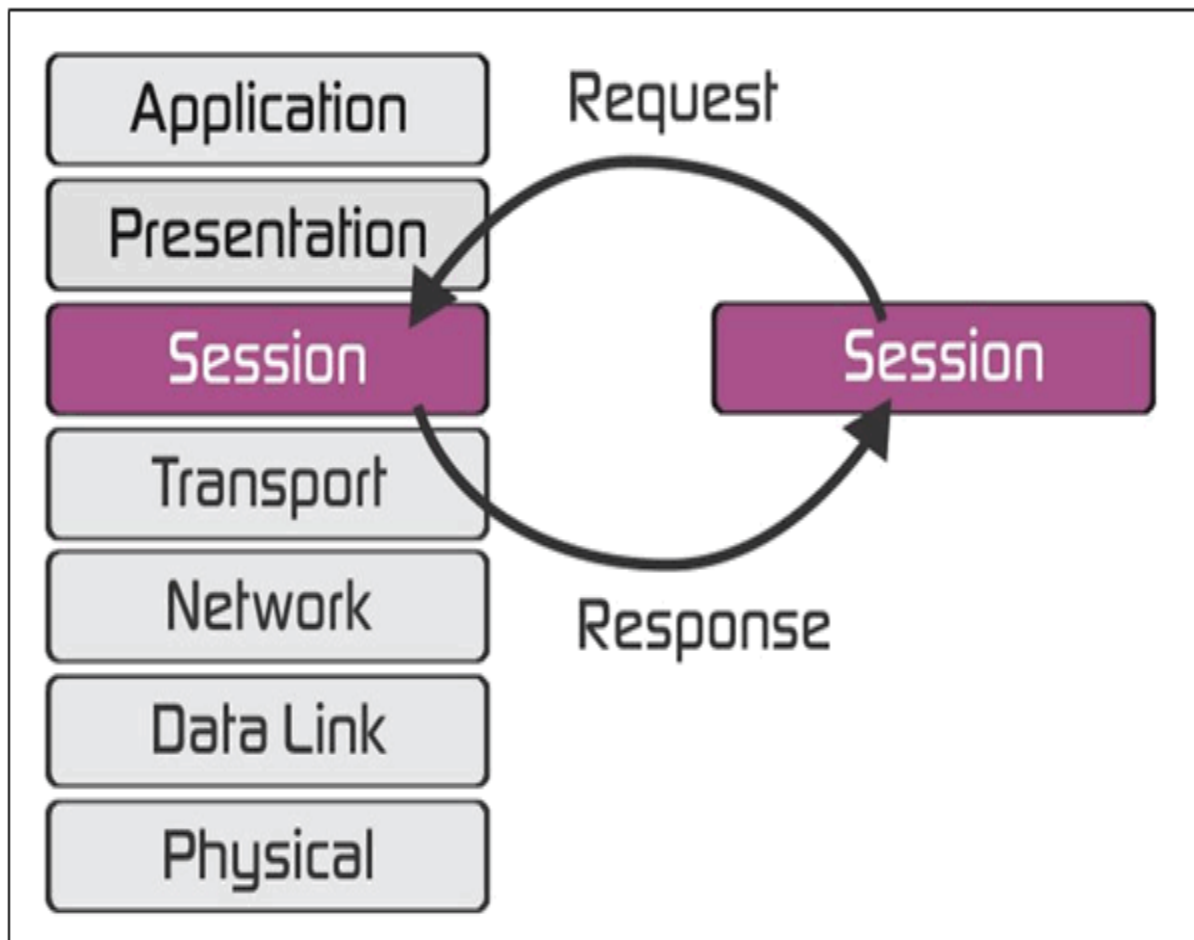 Application
Request
Presentation
Session
Session
Transport
Network
Response
Data Link
Physical